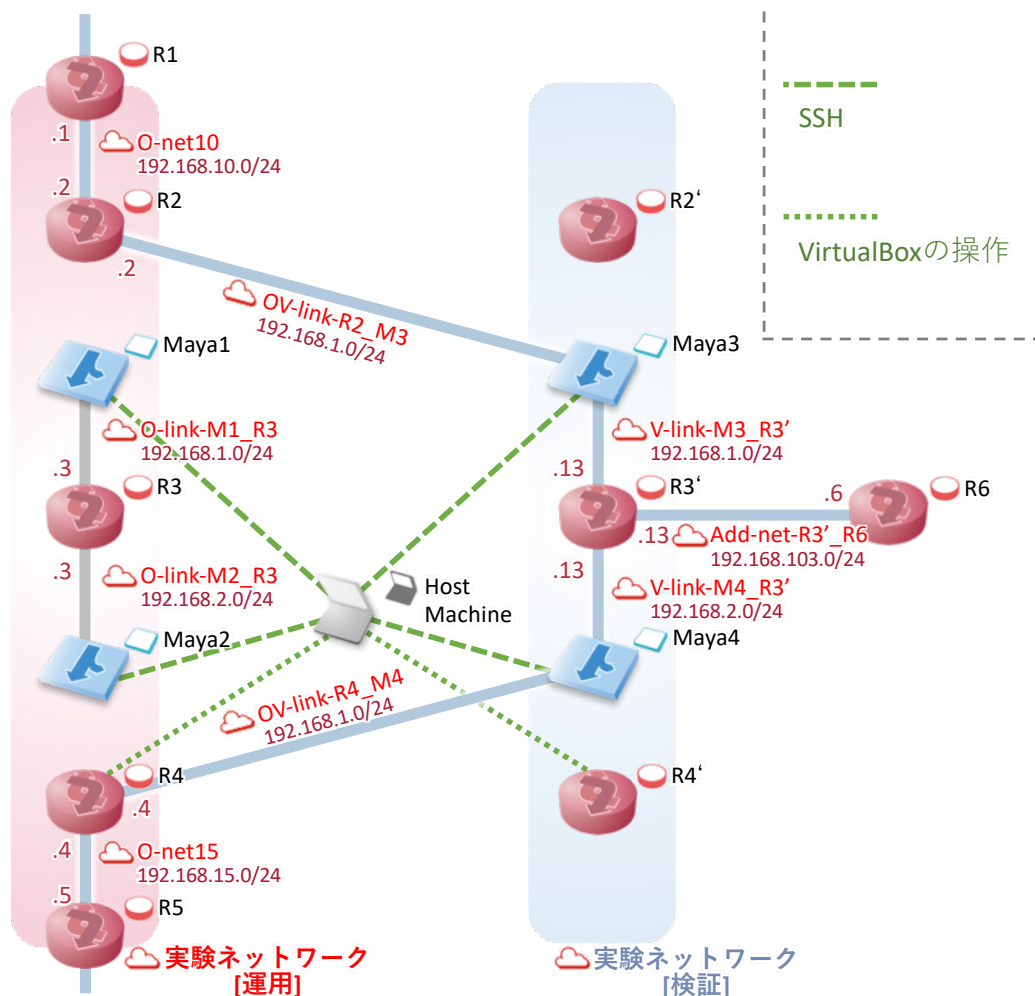 R1
.1
O-net10
192.168.10.0/24
.2
R2
.2
OV-link-R2_M3
192.168.1.0/24
Maya1
O-link-M1_R3
192.168.1.0/24
.3
R3
.3
O-link-M2_R3
192.168.2.0/24
Maya2
Host
Machine
OV-link-R4_M4
192.168.1.0/24
R4
.4
.4
O-net15
192.168.15.0/24
.5
R5
実験ネットワーク
[運用]
R2‘
Maya3
V-link-M3_R3’
192.168.1.0/24
.13
R3‘
.6
R6
.13
Add-net-R3’_R6
192.168.103.0/24
.13
V-link-M4_R3’
192.168.2.0/24
Maya4
R4‘
実験ネットワーク
[検証]
SSH
VirtualBoxの操作